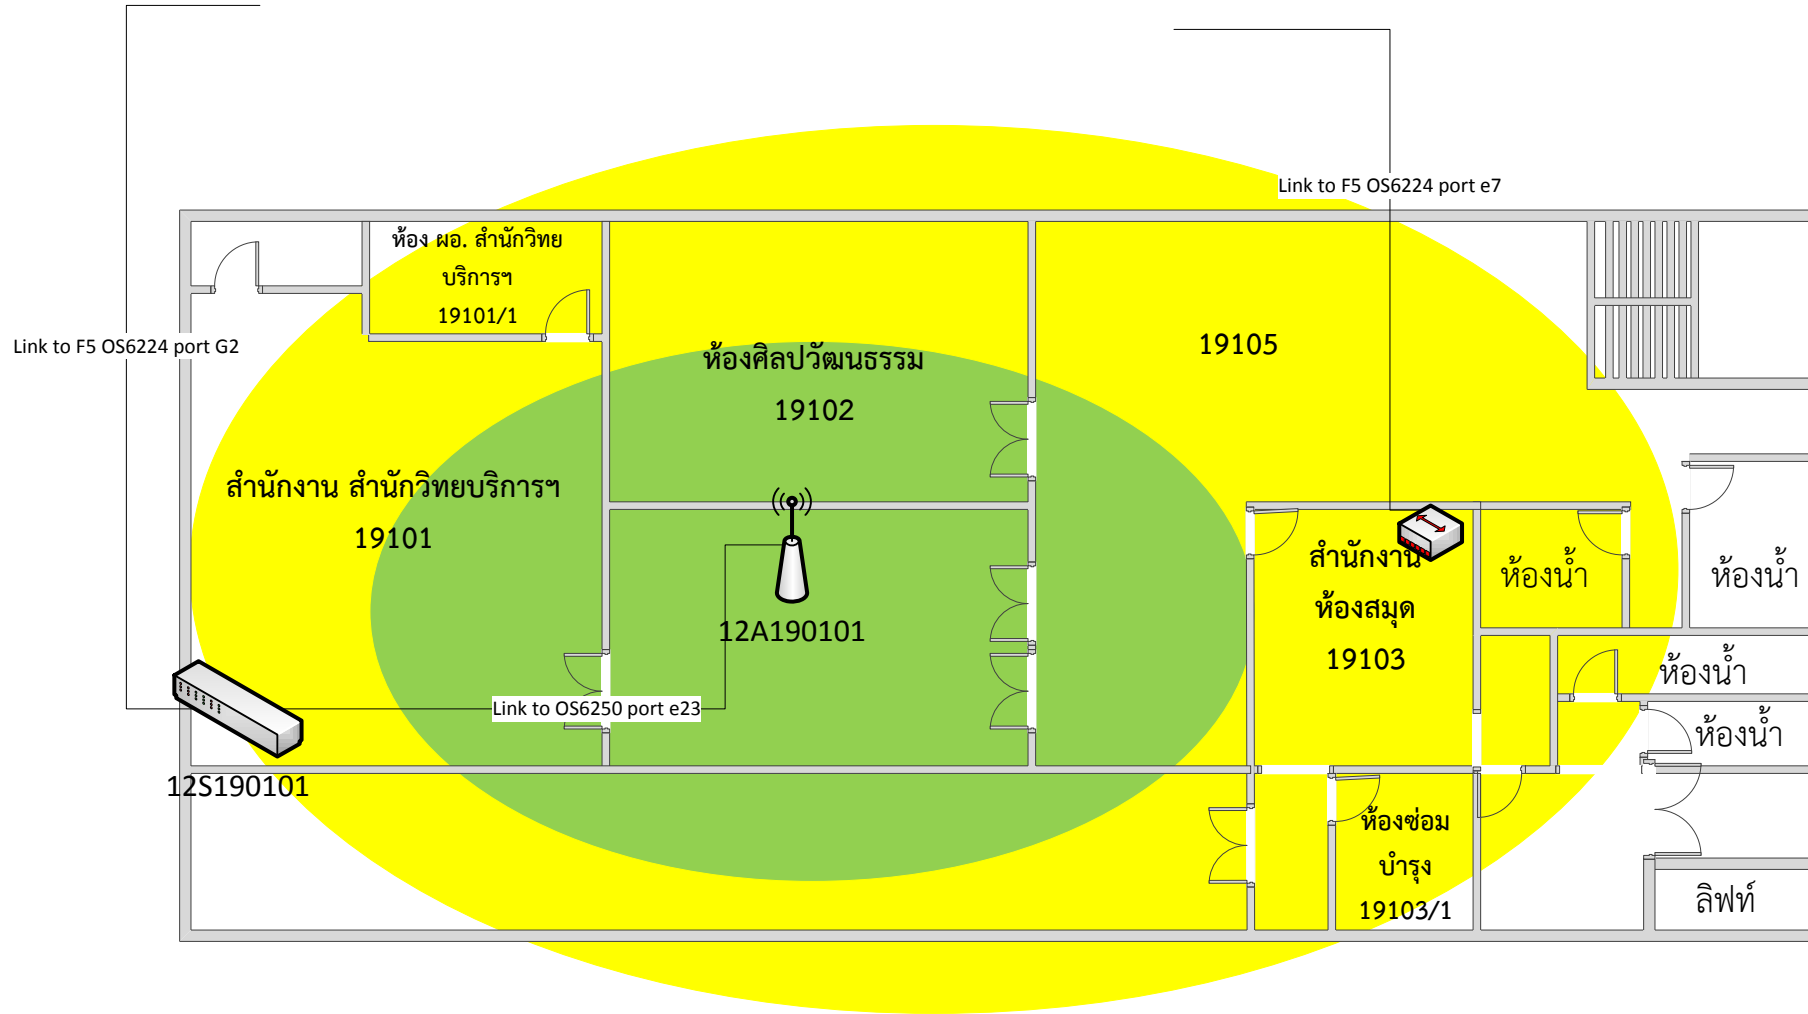 Link to F5 OS6224 port e7
ห้อง ผอ. สำนักวิทย
บริการฯ
19101/1
Link to F5 OS6224 port G2
ห้องศิลปวัฒนธรรม
19102
19105
สำนักงาน สำนักวิทยบริการฯ
19101
12A190101
สำนักงาน
ห้องสมุด
19103
ห้องน้ำ
ห้องน้ำ
ห้องน้ำ
ห้องน้ำ
Link to OS6250 port e23
12S190101
ห้องซ่อม
บำรุง
19103/1
ลิฟท์